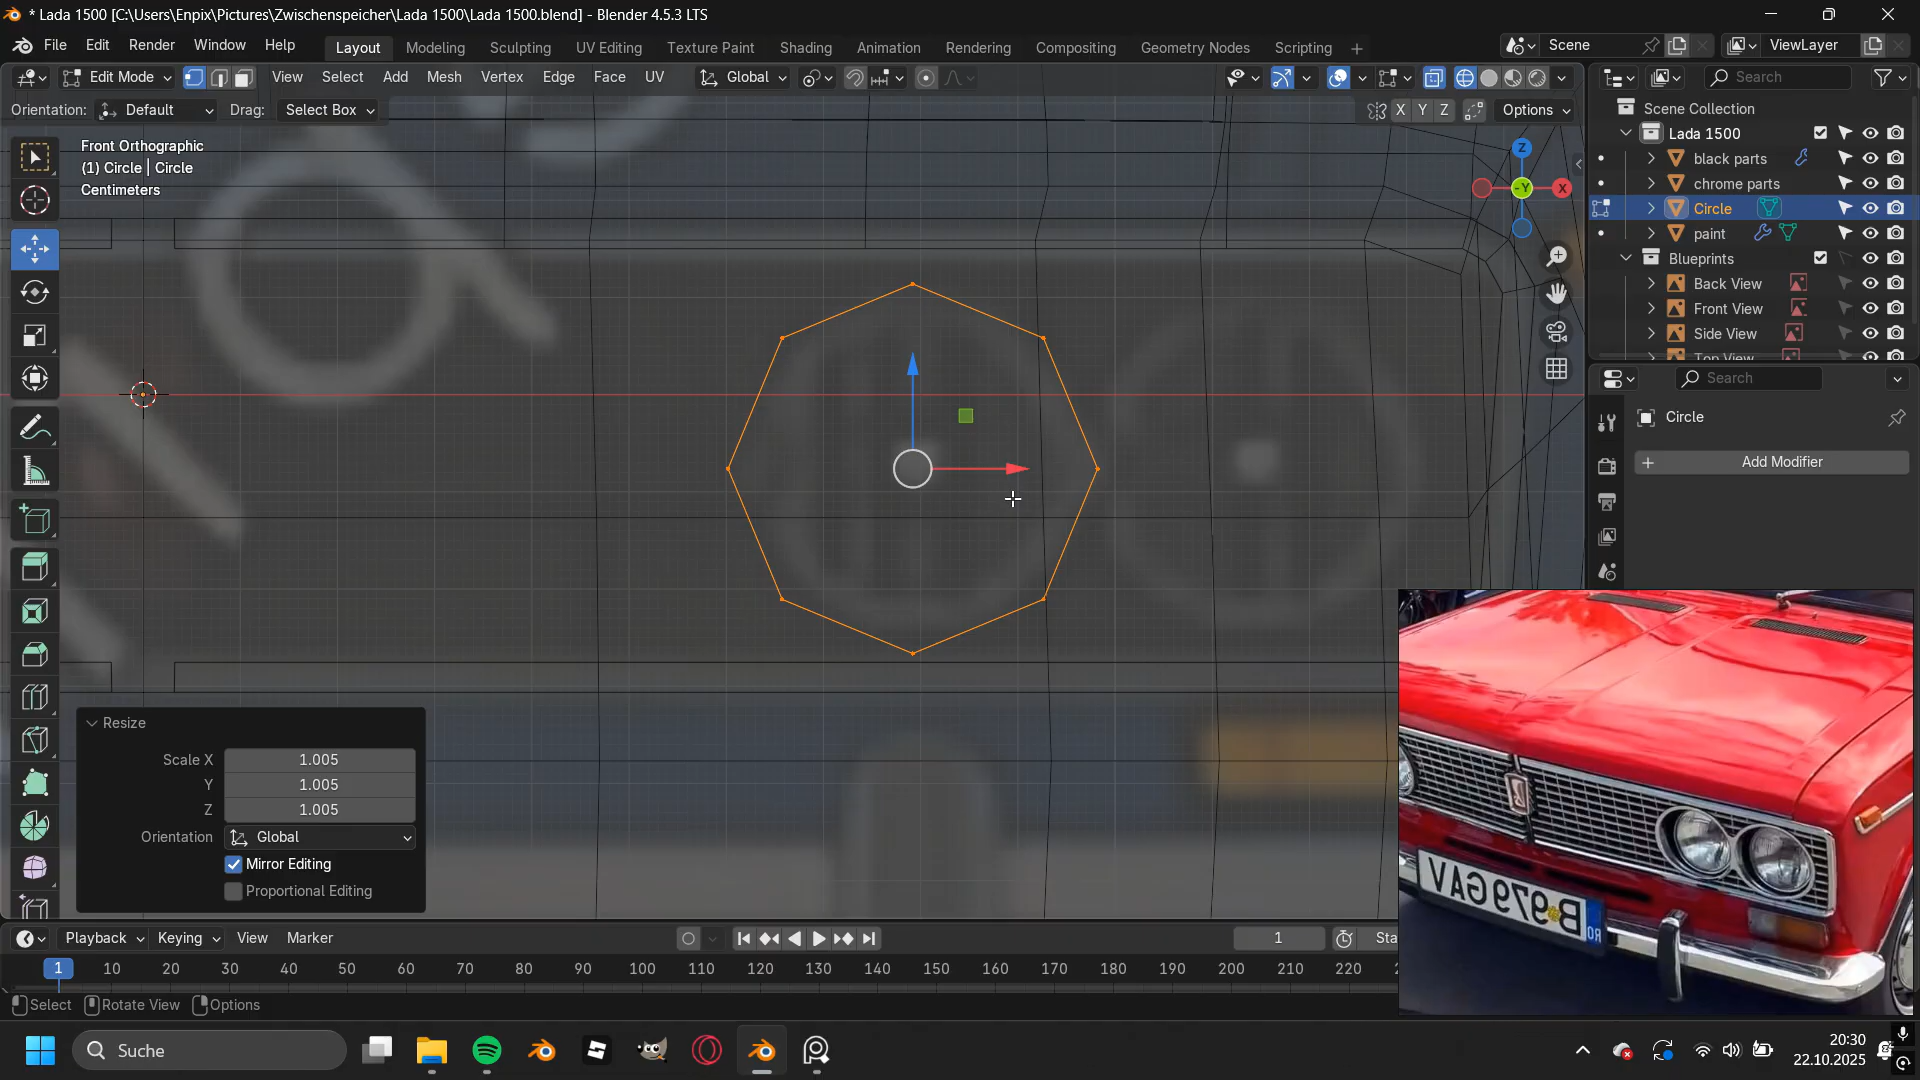 * Lada 1500 [C:\Users\Enpix\Pictures\Zwischenspeicher\Lada 1500\Lada 1500.blend] - Blender 4.5.3 LTS
File Edit Render Window Help Layout Modeling Sculpting UV Editing Texture Paint Shading Animation Rendering Compositing Geometry Nodes Scripting + Scene ViewLayer
Edit Mode View Select Add Mesh Vertex Edge Face UV Global Search
Orientation: Default Drag: Select Box X Y Z Options
Scene Collection
Lada 1500
black parts
chrome parts
Circle
paint
Blueprints
Back View
Front View
Side View
Top View
Front Orthographic
(1) Circle | Circle
Centimeters
Z
-Y
X
Search
Circle
+ Add Modifier
Resize
Scale X 1.005
Y 1.005
Z 1.005
Orientation Global
Mirror Editing
Proportional Editing
B 979 GAV
RO
Playback Keying View Marker 1 Sta
1 10 20 30 40 50 60 70 80 90 100 110 120 130 140 150 160 170 180 190 200 210 220
Select Rotate View Options
Suche
20:30
22.10.2025